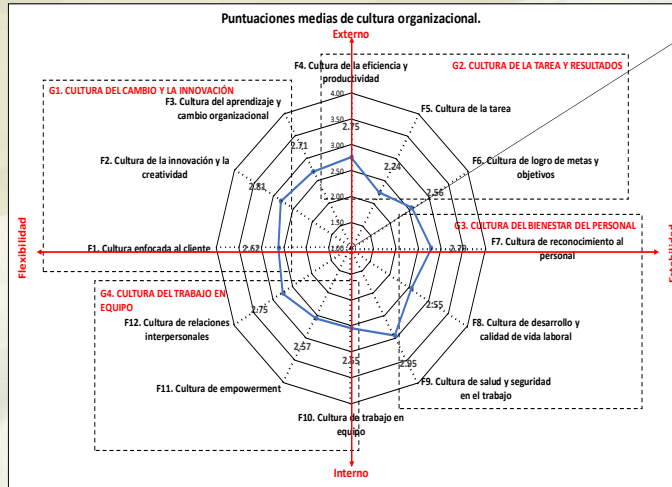 Puntuaciones medias de cultura organizacional.
Externo
F4. Cultura de la eficiencia y
productividad
G2. CULTURA DE LA TAREA Y RESULTADOS
G1. CULTURA DEL CAMBIO Y LA INNOVACIÓN
F3. Cultura del aprendizaje y
cambio organizacional
4.00
F5. Cultura de la tarea
3.50
2.75
3.00
2.71
2.50
2.24
F2. Cultura de la innovación y la
creatividad
F6. Cultura de logro de metas y
objetivos
2.81
2.00
2.56
1.50
G3. CULTURA DEL BIENESTAR DEL PERSONAL
Flexibilidad
F1. Cultura enfocada al cliente
2.62
1.00
F7. Cultura de reconocimiento al
personal
G4. CULTURA DEL TRABAJO EN
EQUIPO
2.75
2.55
F12. Cultura de relaciones
interpersonales
F8. Cultura de desarrollo y
calidad de vida laboral
2.57
2.95
F11. Cultura de empowerment
F9. Cultura de salud y seguridad
en el trabajo
F10. Cultura de trabajo en
equipo
Interno